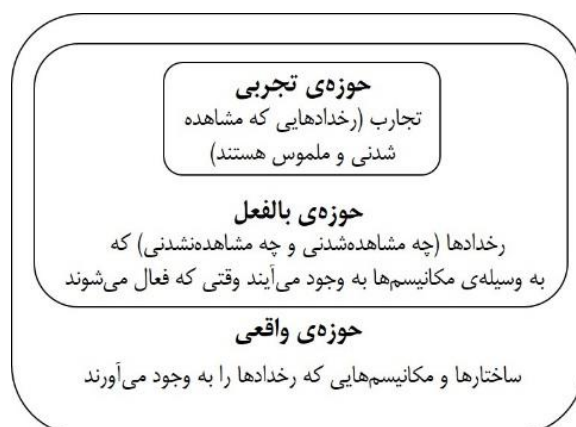 حوزه‌ی تجربی
تجارب (رخدادهایی که مشاهده
شدنی و ملموس هستند)
حوزه‌ی بالفعل
رخدادها (چه مشاهده‌شدنی و چه مشاهده‌نشدنی) که
به وسیله‌ی مکانیسم‌ها به وجود می‌آیند وقتی که فعال می‌شوند
حوزه‌ی واقعی
ساختارها و مکانیسم‌هایی که رخدادها را به وجود می‌آورند